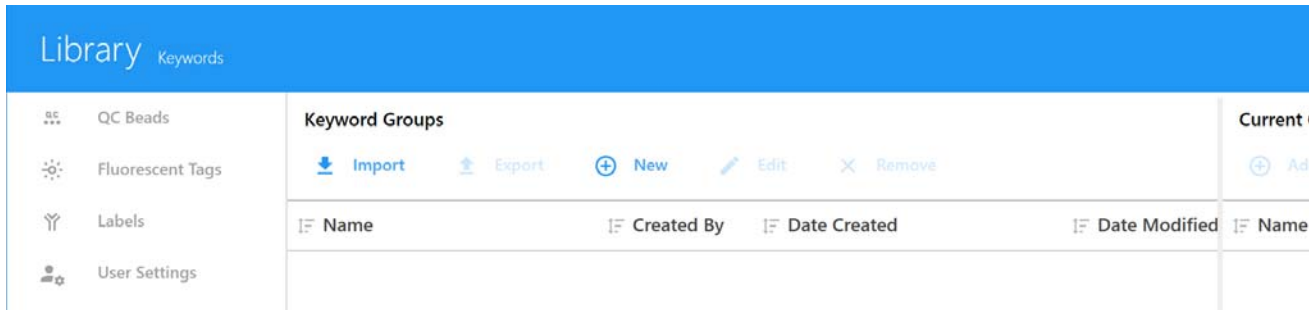 Library Keywords
QC Beads
Fluorescent Tags
Labels
User Settings
Keyword Groups
Import Export New Edit Remove
Name Created By Date Created Date Modified
Current
Name